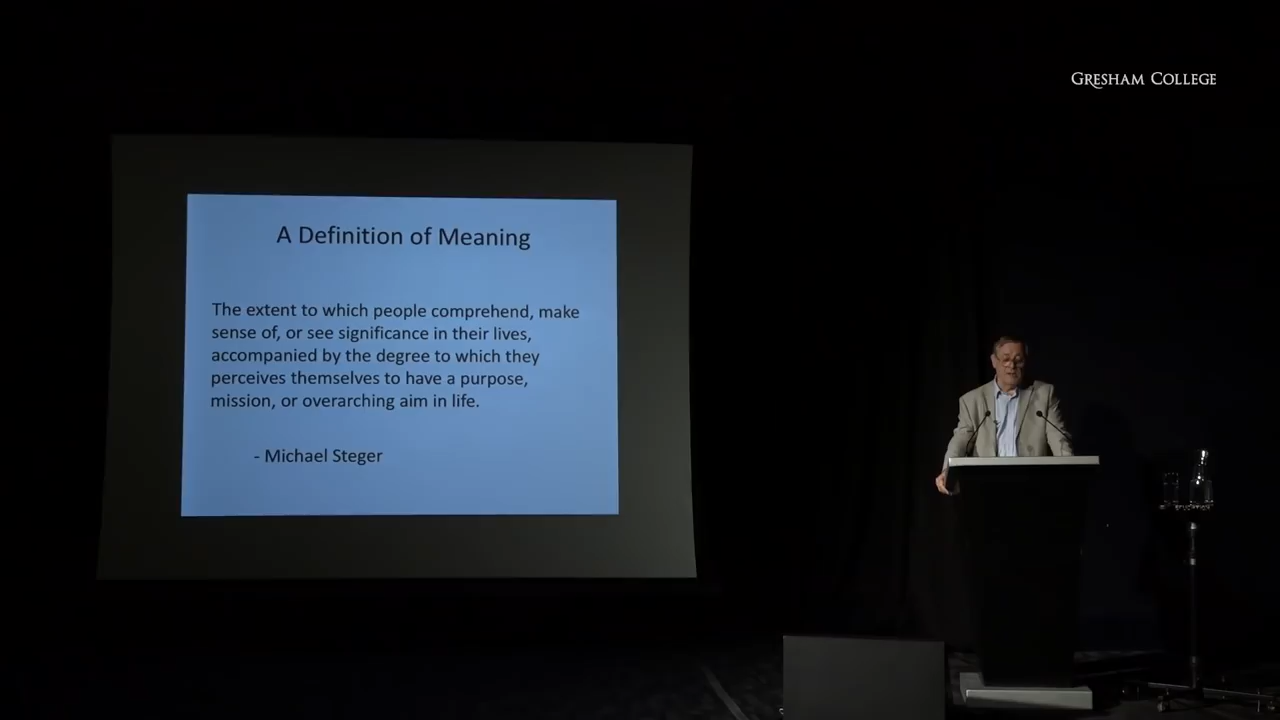 GRESHAM COLLEGE
A Definition of Meaning
The extent to which people comprehend, make
sense of, or see significance in their lives,
accompanied by the degree to which they
perceives themselves to have a purpose,
mission, or overarching aim in life.
- Michael Steger